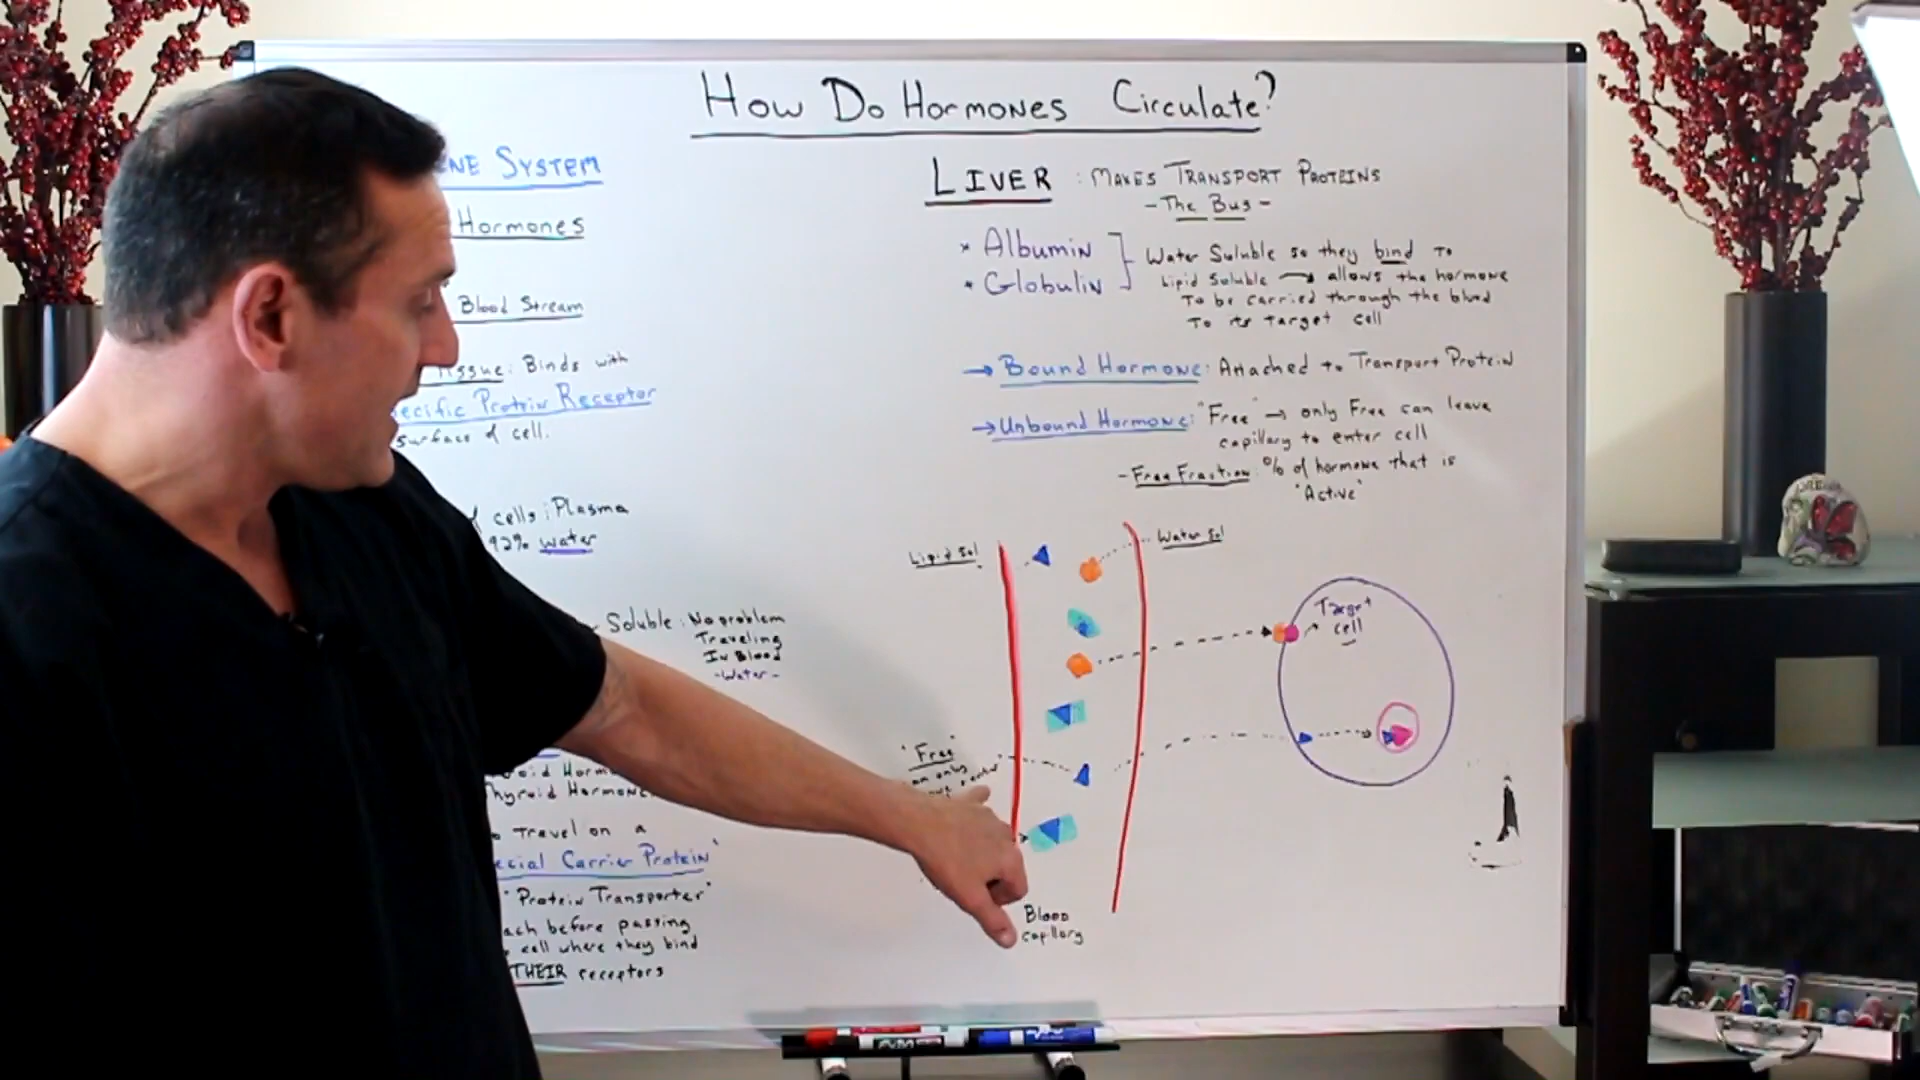 How Do Hormones Circulate?
ENE SYSTEM
Hormones
Blood Stream
Tissue: Binds with
ecific Protein Receptor
surface of cell.
cells: Plasma
92% water
Soluble: No problem
Traveling
In Blood
-Water-
oid Horm
Thyroid Hormone
To Travel on a
ecial Carrier Protein"
"Protein Transporter"
ach before passing
cell where they bind
THEIR receptors
LIVER: MAKES TRANSPORT PROTEINS
-The Bus-
* Albumin
* Globulin
Water Soluble so they bind to
Lipid Soluble → allows the hormone
To be carried through the blood
To its target cell
→ Bound Hormone: Attached to Transport Protein
→ Unbound Hormone: "Free" → only Free can leave
capillary to enter cell
-Free Fraction: % of hormone that is
"Active"
Lipid Sol
Water Sol
Target
cell
"Free"
only
Blood
capillary